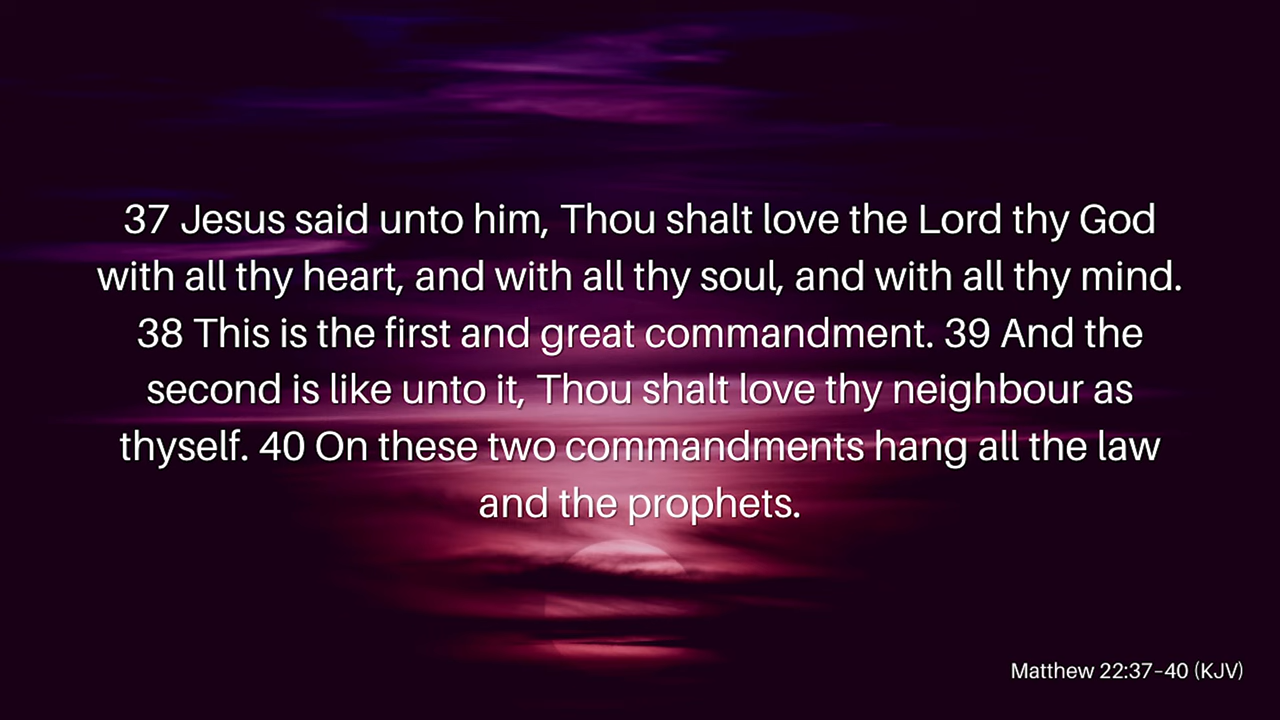 37 Jesus said unto him, Thou shalt love the Lord thy God
with all thy heart, and with all thy soul, and with all thy mind.
38 This is the first and great commandment. 39 And the
second is like unto it, Thou shalt love thy neighbour as
thyself. 40 On these two commandments hang all the law
and the prophets.
Matthew 22:37–40 (KJV)